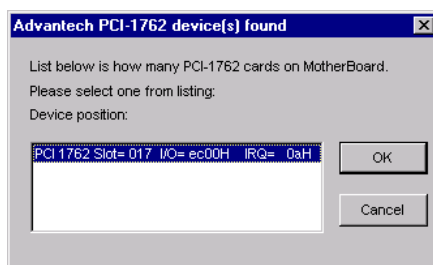 Advantech PCI-1762 device(s) found
List below is how many PCI-1762 cards on MotherBoard.
Please select one from listing:
Device position:
PCI 1762 Slot= 017 I/O= ec00H IRQ= 0aH
OK
Cancel